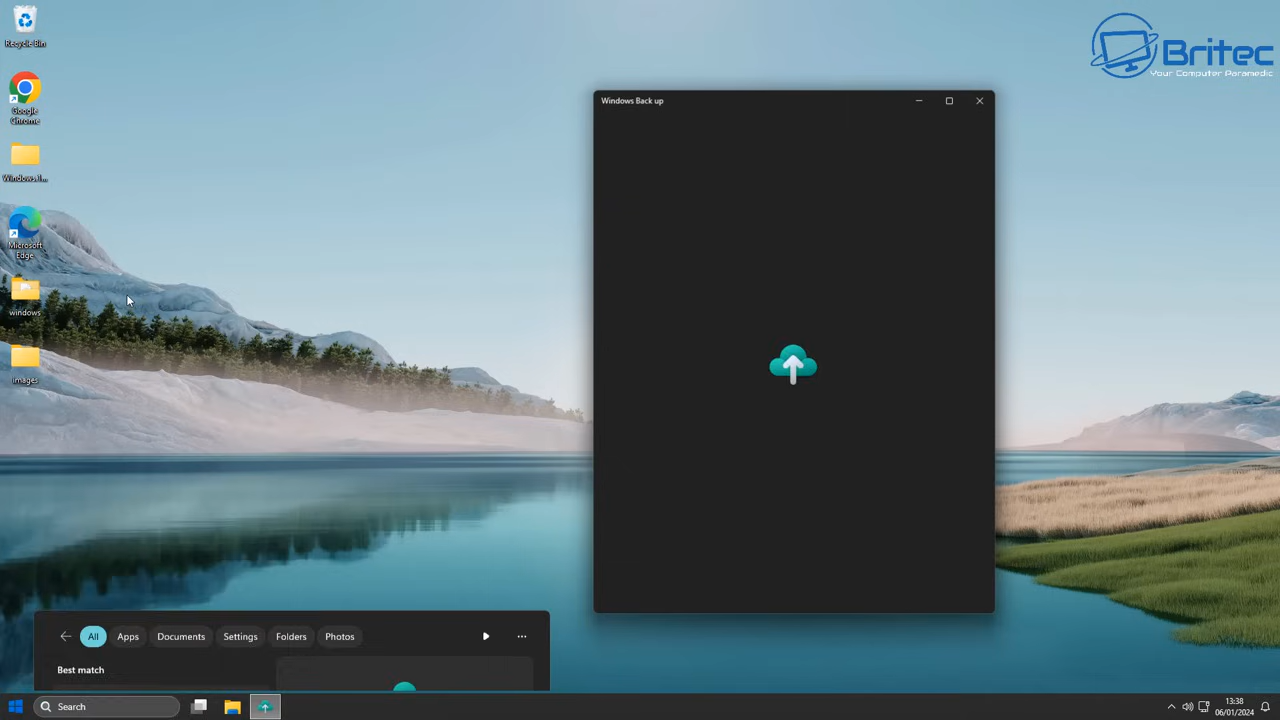 Recycle Bin
Google
Chrome
Windows.I...
Microsoft
Edge
windows
images
Britec
Your Computer Paramedic
Windows Back up
All
Apps
Documents
Settings
Folders
Photos
Best match
Search
13:38
06/01/2024